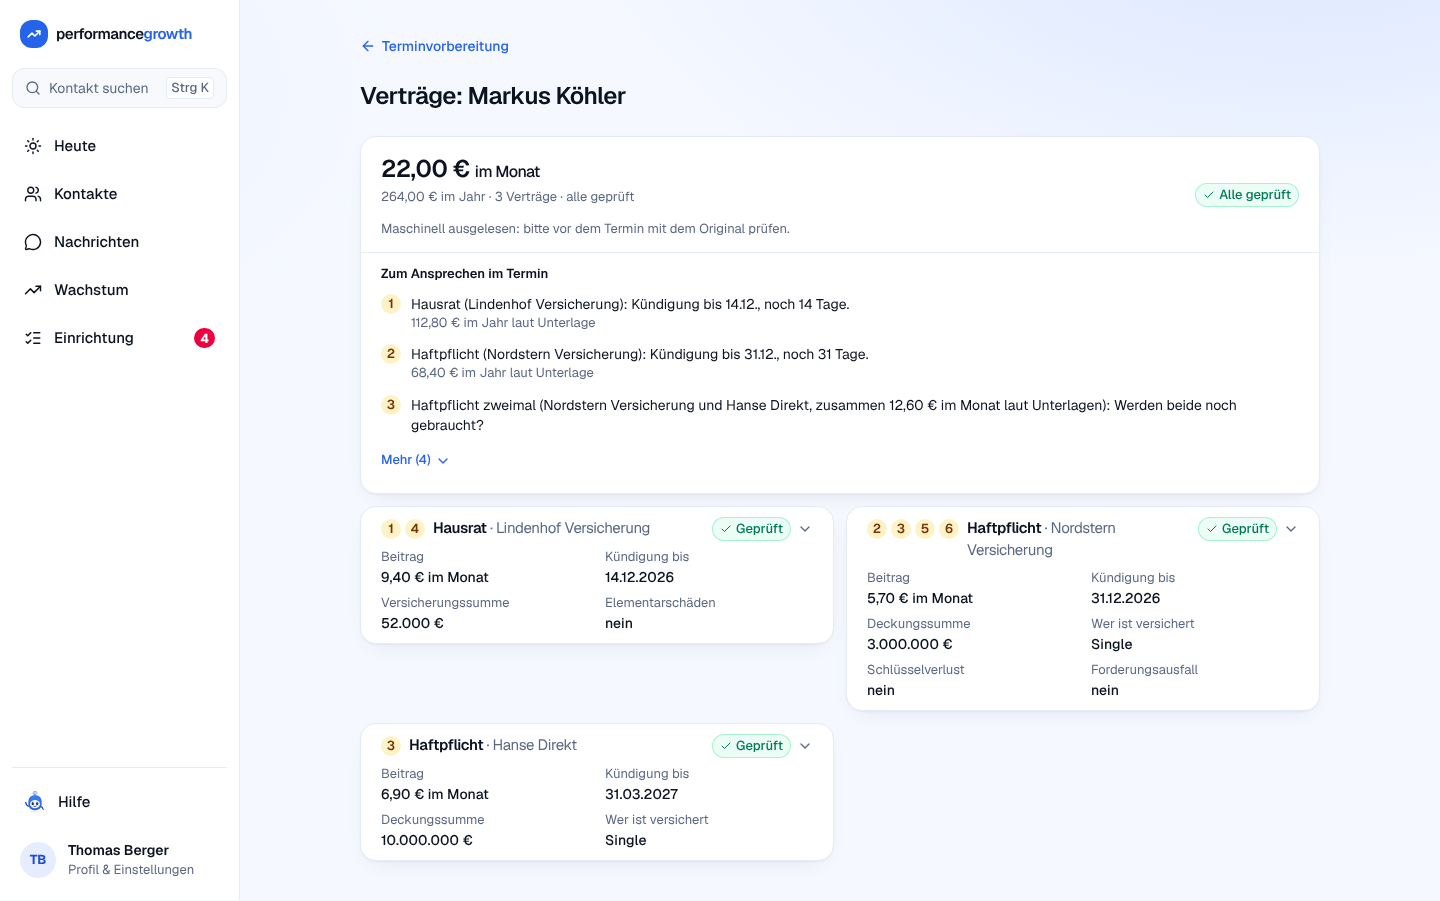 performancegrowth
Kontakt suchen Strg K
Heute
Kontakte
Nachrichten
Wachstum
Einrichtung 4
Hilfe
TB Thomas Berger
Profil & Einstellungen
Terminvorbereitung
Verträge: Markus Köhler
22,00 € im Monat
264,00 € im Jahr · 3 Verträge · alle geprüft
Alle geprüft
Maschinell ausgelesen: bitte vor dem Termin mit dem Original prüfen.
Zum Ansprechen im Termin
1 Hausrat (Lindenhof Versicherung): Kündigung bis 14.12., noch 14 Tage.
112,80 € im Jahr laut Unterlage
2 Haftpflicht (Nordstern Versicherung): Kündigung bis 31.12., noch 31 Tage.
68,40 € im Jahr laut Unterlage
3 Haftpflicht zweimal (Nordstern Versicherung und Hanse Direkt, zusammen 12,60 € im Monat laut Unterlagen): Werden beide noch
gebraucht?
Mehr (4)
1 4 Hausrat · Lindenhof Versicherung Geprüft
Beitrag Kündigung bis
9,40 € im Monat 14.12.2026
Versicherungssumme Elementarschäden
52.000 € nein
2 3 5 6 Haftpflicht · Nordstern Geprüft
Versicherung
Beitrag Kündigung bis
5,70 € im Monat 31.12.2026
Deckungssumme Wer ist versichert
3.000.000 € Single
Schlüsselverlust Forderungsausfall
nein nein
3 Haftpflicht · Hanse Direkt Geprüft
Beitrag Kündigung bis
6,90 € im Monat 31.03.2027
Deckungssumme Wer ist versichert
10.000.000 € Single